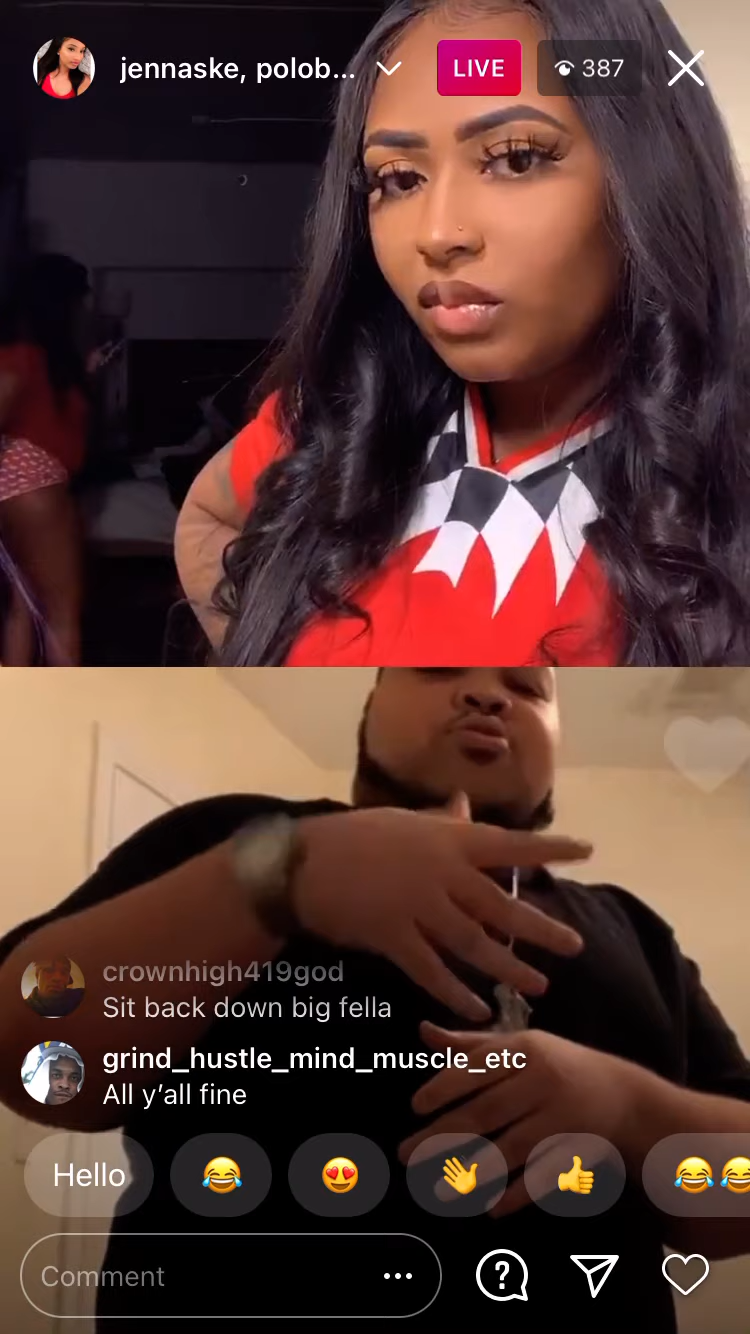 jennaske, polob...
LIVE
387
crownhigh419god
Sit back down big fella
grind_hustle_mind_muscle_etc
All y’all fine
Hello
Comment